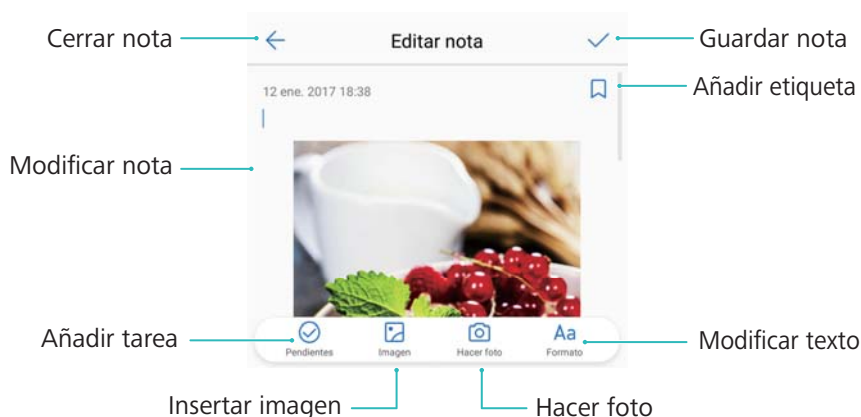 Cerrar nota
Editar nota
Guardar nota
12 ene. 2017 18:38
Añadir etiqueta
Modificar nota
Añadir tarea
Pendientes
Imagen
Hacer foto
Aa
Formato
Modificar texto
Insertar imagen
Hacer foto